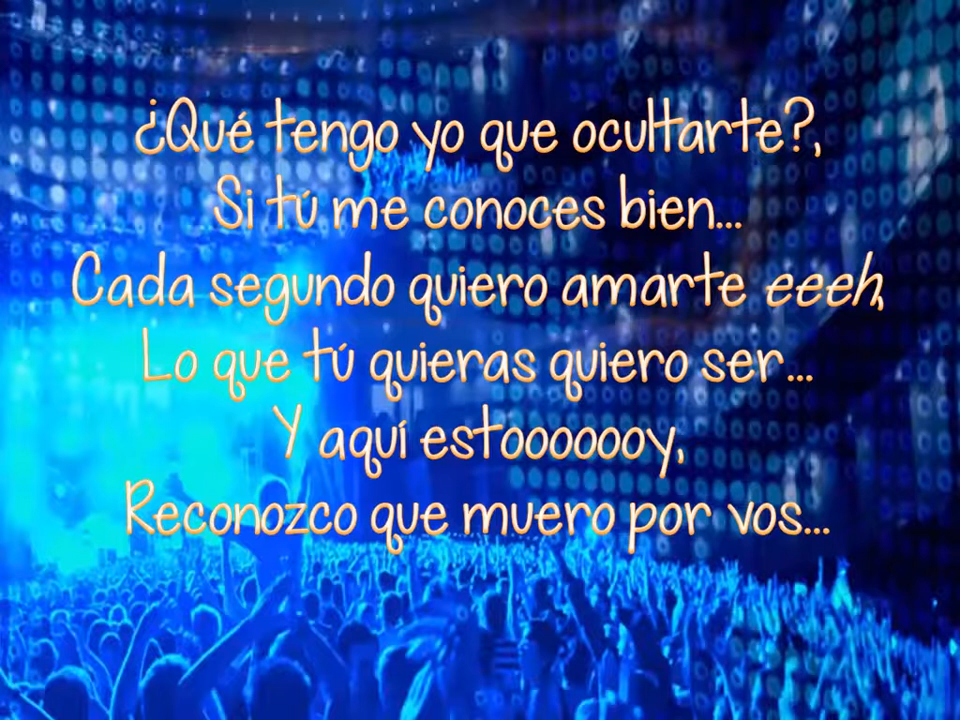 ¿Qué tengo yo que ocultarte?,
Si tú me conoces bien...
Cada segundo quiero amarte eeeh,
Lo que tú quieras quiero ser...
Y aquí estooooooy,
Reconozco que muero por vos...